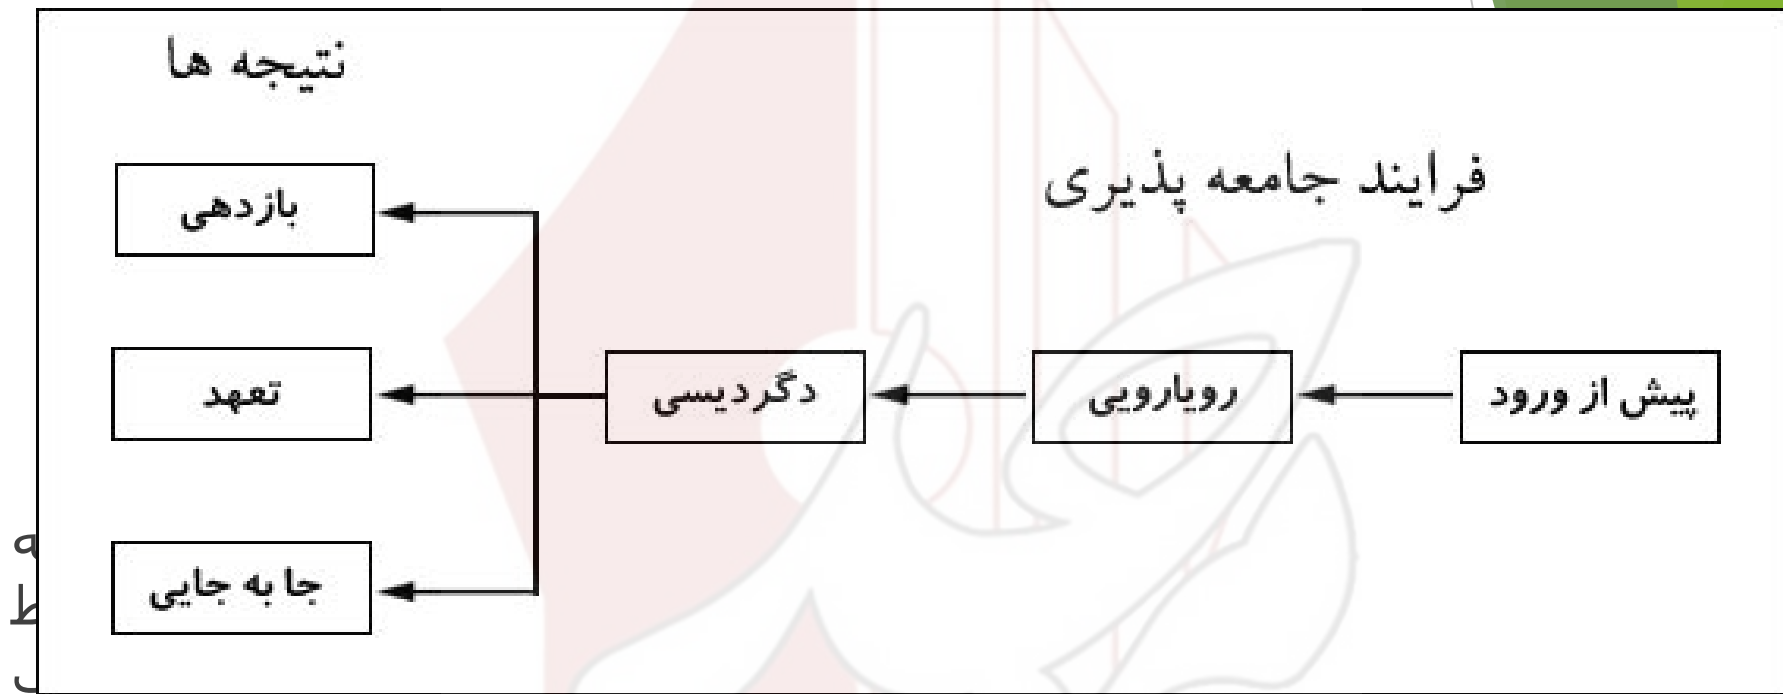 نتیجه ها
فرایند جامعه پذیری
پیش از ورود
رویارویی
دگردیسی
بازدهی
تعهد
جا به جایی